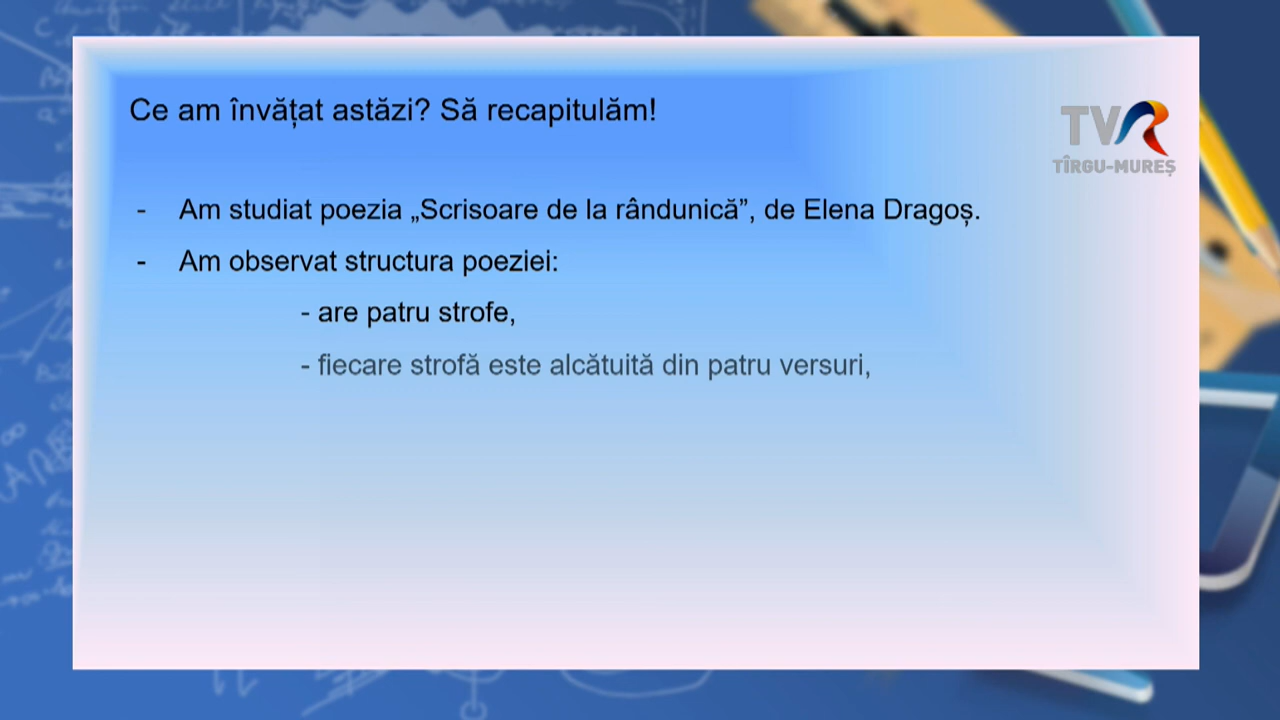 Ce am învățat astăzi? Să recapitulăm!
TVR
TÎRGU-MUREȘ
- Am studiat poezia „Scrisoare de la rândunică”, de Elena Dragoș.
- Am observat structura poeziei:
- are patru strofe,
- fiecare strofă este alcătuită din patru versuri,